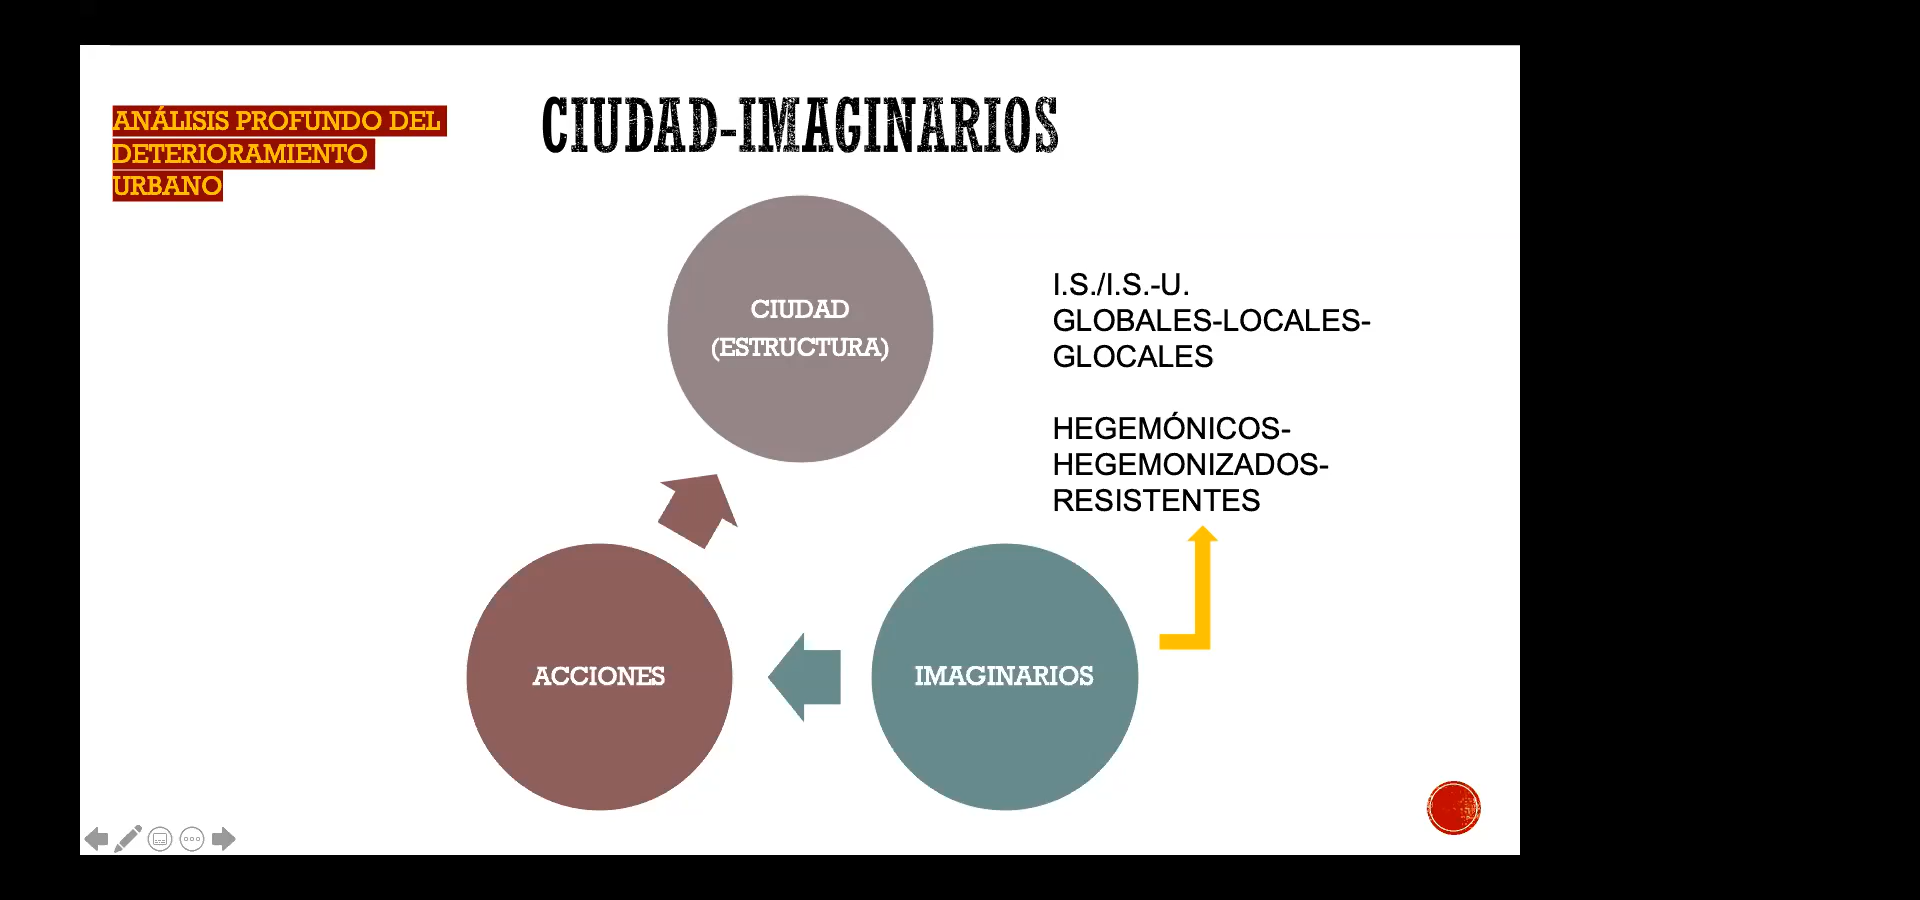 ANÁLISIS PROFUNDO DEL
DETERIORAMIENTO
URBANO
CIUDAD-IMAGINARIOS
CIUDAD
(ESTRUCTURA)
I.S./I.S.-U.
GLOBALES-LOCALES-
GLOCALES
HEGEMÓNICOS-
HEGEMONIZADOS-
RESISTENTES
ACCIONES
IMAGINARIOS